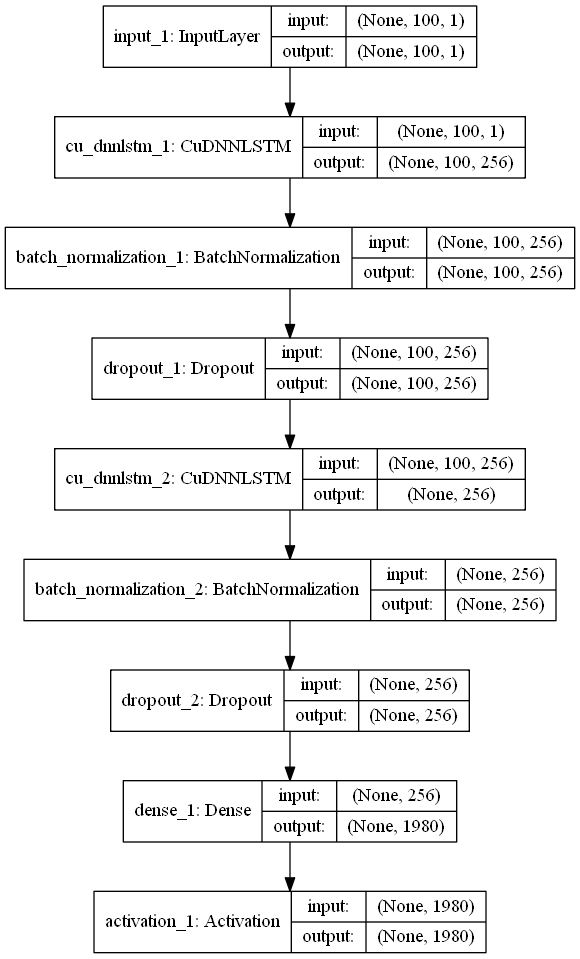 input_1: InputLayer
input: (None, 100, 1)
output: (None, 100, 1)
cu_dnnlstm_1: CuDNNLSTM
input: (None, 100, 1)
output: (None, 100, 256)
batch_normalization_1: BatchNormalization
input: (None, 100, 256)
output: (None, 100, 256)
dropout_1: Dropout
input: (None, 100, 256)
output: (None, 100, 256)
cu_dnnlstm_2: CuDNNLSTM
input: (None, 100, 256)
output: (None, 256)
batch_normalization_2: BatchNormalization
input: (None, 256)
output: (None, 256)
dropout_2: Dropout
input: (None, 256)
output: (None, 256)
dense_1: Dense
input: (None, 256)
output: (None, 1980)
activation_1: Activation
input: (None, 1980)
output: (None, 1980)